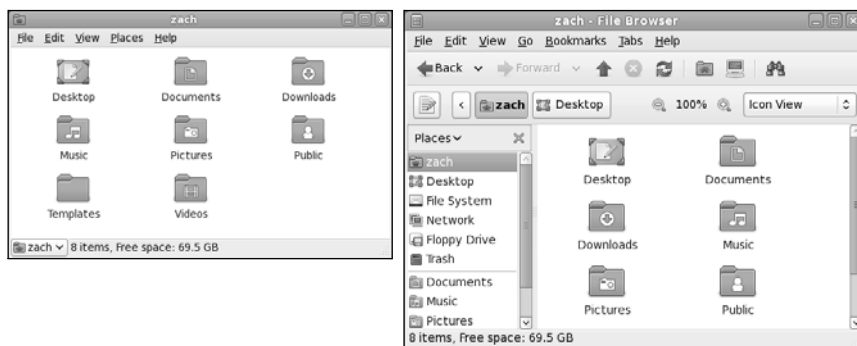 zach
File Edit View Places Help
Desktop Documents Downloads
Music Pictures Public
Templates Videos
zach 8 items, Free space: 69.5 GB
zach - File Browser
File Edit View Go Bookmarks Tabs Help
Back Forward
zach Desktop 100% Icon View
Places
zach
Desktop
File System
Network
Floppy Drive
Trash
Documents
Music
Pictures
Desktop Documents
Downloads Music
Pictures Public
8 items, Free space: 69.5 GB